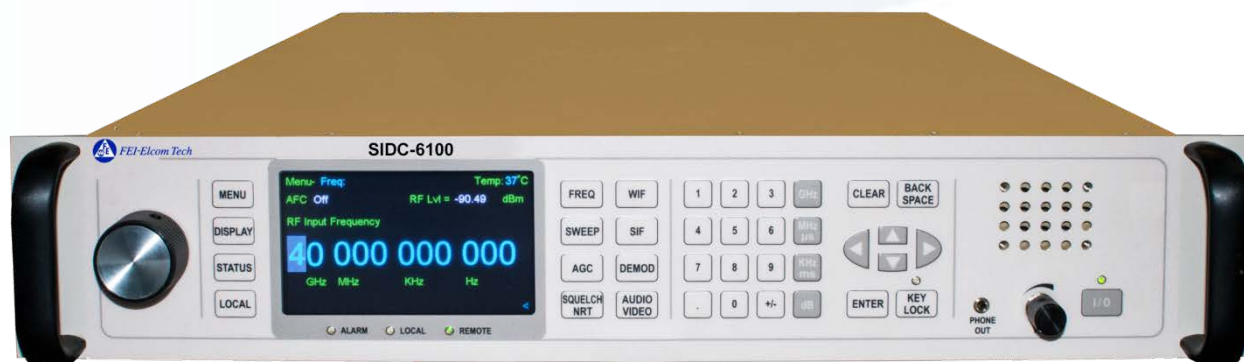 FEI-Elcom Tech
SIDC-6100
MENU
DISPLAY
STATUS
LOCAL
Menu- Freq: Temp: 37°C
AFC Off RF Lvl = -90.49 dBm
RF Input Frequency
40 000 000 000
GHz MHz KHz Hz
<
ALARM LOCAL REMOTE
FREQ WIF
SWEEP SIF
AGC DEMOD
SQUELCH NRT
AUDIO VIDEO
1 2 3 GHz
4 5 6 MHz µs
7 8 9 KHz ms
. 0 +/- dB
CLEAR
BACK SPACE
ENTER
KEY LOCK
PHONE OUT
I/O